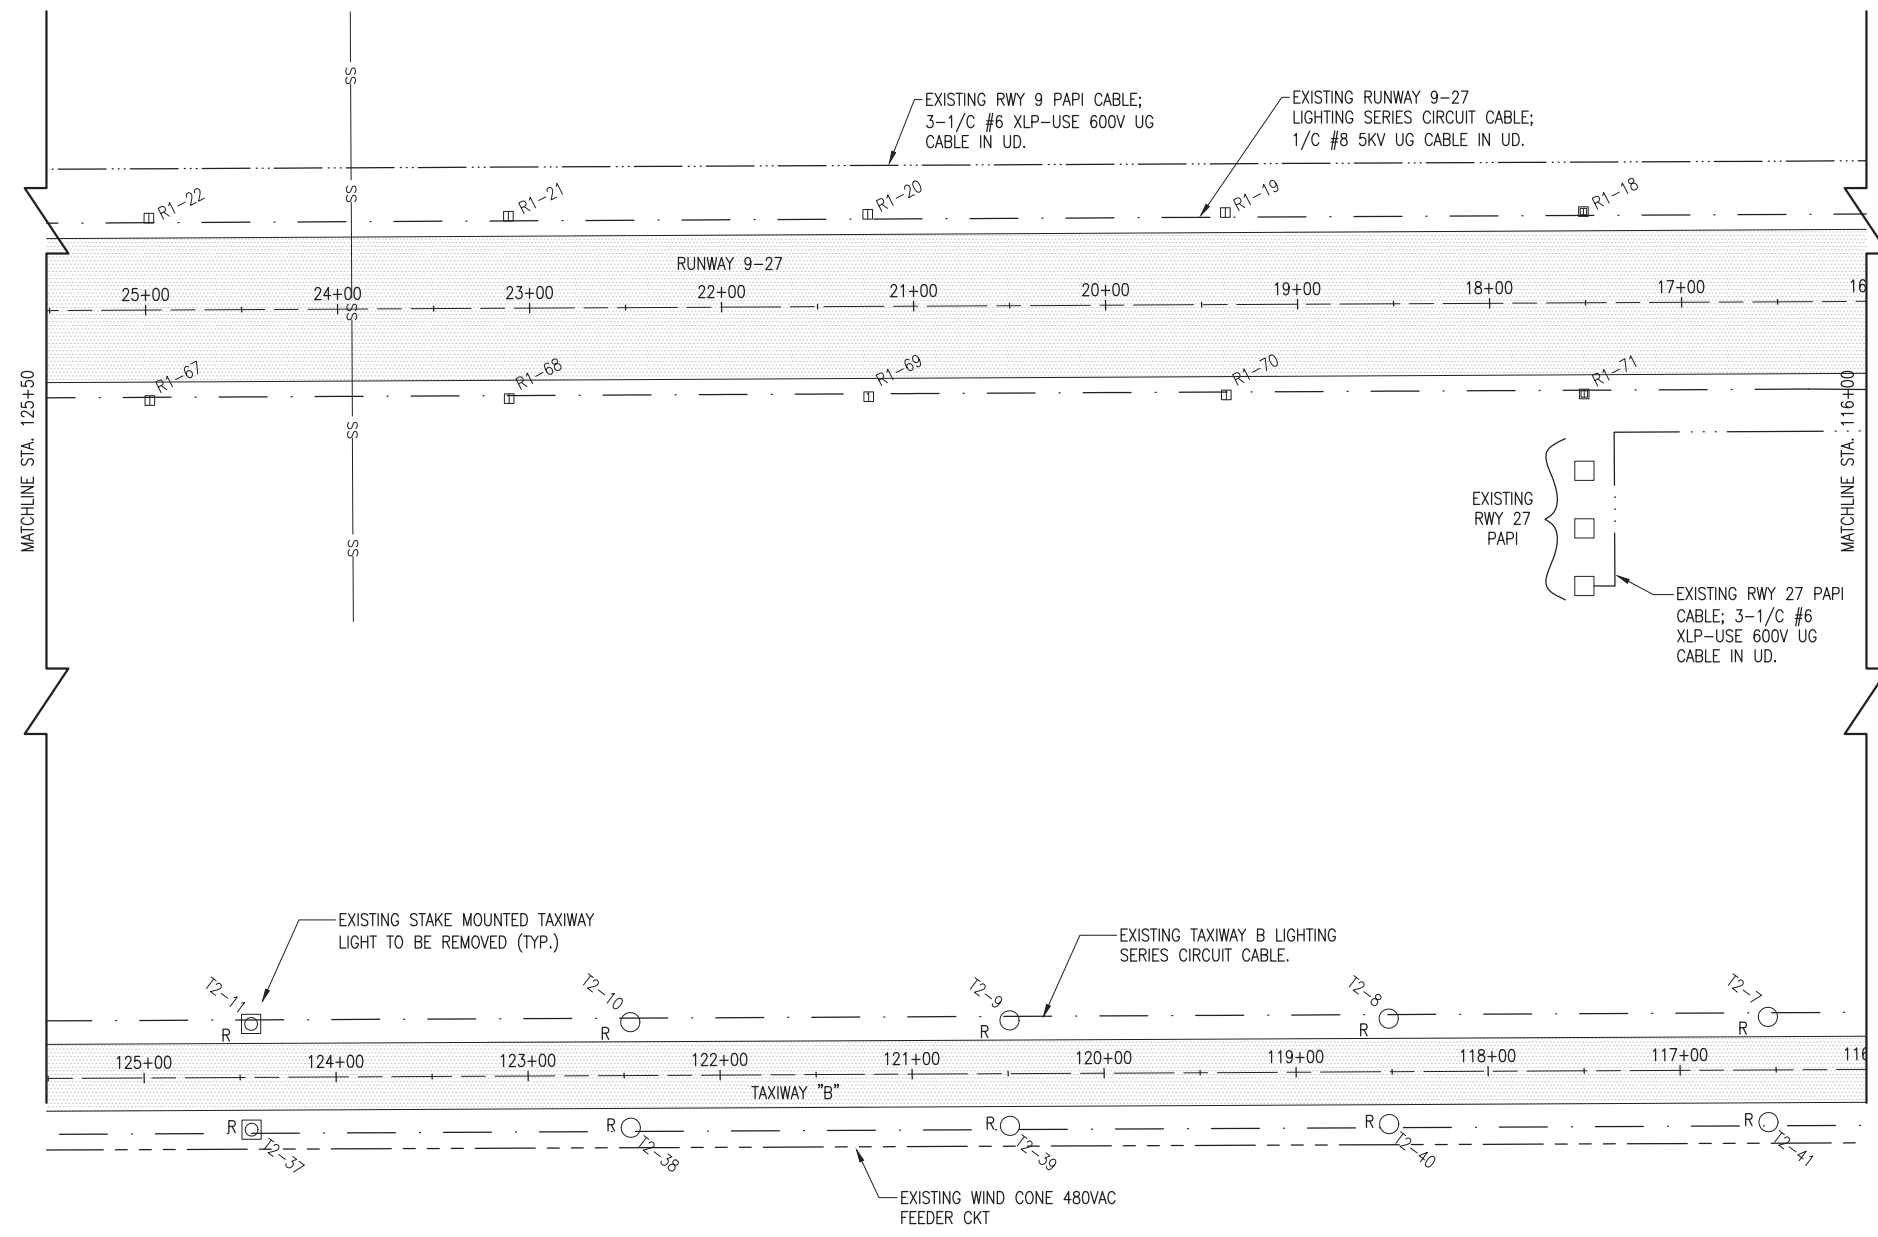 SS
EXISTING RWY 9 PAPI CABLE;
3-1/C #6 XLP-USE 600V UG
CABLE IN UD.
EXISTING RUNWAY 9-27
LIGHTING SERIES CIRCUIT CABLE;
1/C #8 5KV UG CABLE IN UD.
SS
R1-22
R1-21
R1-20
R1-19
R1-18
RUNWAY 9-27
25+00
24+00
23+00
22+00
21+00
20+00
19+00
18+00
17+00
16
SS
R1-67
R1-68
R1-69
R1-70
R1-71
MATCHLINE STA. 125+50
MATCHLINE STA. 116+00
SS
SS
EXISTING
RWY 27
PAPI
EXISTING RWY 27 PAPI
CABLE; 3-1/C #6
XLP-USE 600V UG
CABLE IN UD.
EXISTING STAKE MOUNTED TAXIWAY
LIGHT TO BE REMOVED (TYP.)
EXISTING TAXIWAY B LIGHTING
SERIES CIRCUIT CABLE.
T2-11
T2-10
T2-9
T2-8
T2-7
R
R
R
R
R
125+00
124+00
123+00
122+00
121+00
120+00
119+00
118+00
117+00
116
TAXIWAY "B"
R
R
R
R
R
T2-37
T2-38
T2-39
T2-40
T2-41
EXISTING WIND CONE 480VAC
FEEDER CKT